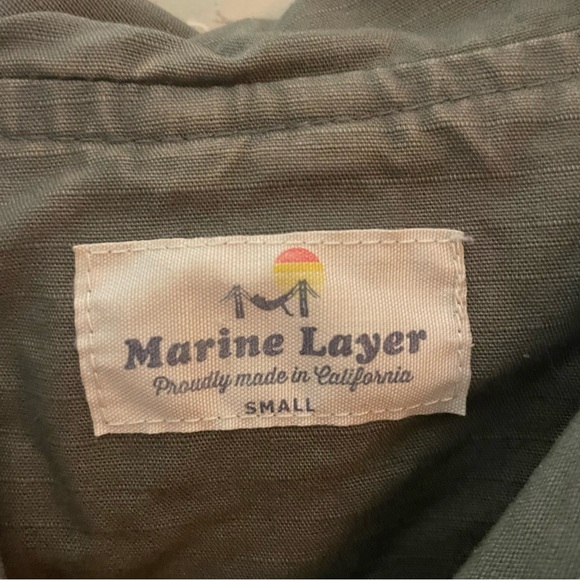 Marine Layer
Proudly made in California
SMALL